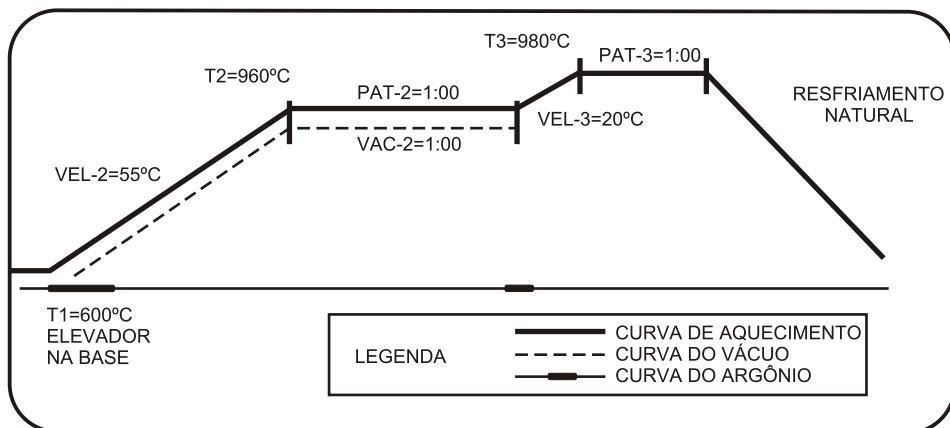 T3=980ºC
PAT-3=1:00
T2=960ºC
PAT-2=1:00
RESFRIAMENTO
NATURAL
VEL-3=20ºC
VAC-2=1:00
VEL-2=55ºC
T1=600ºC
ELEVADOR
NA BASE
LEGENDA
CURVA DE AQUECIMENTO
CURVA DO VÁCUO
CURVA DO ARGÔNIO